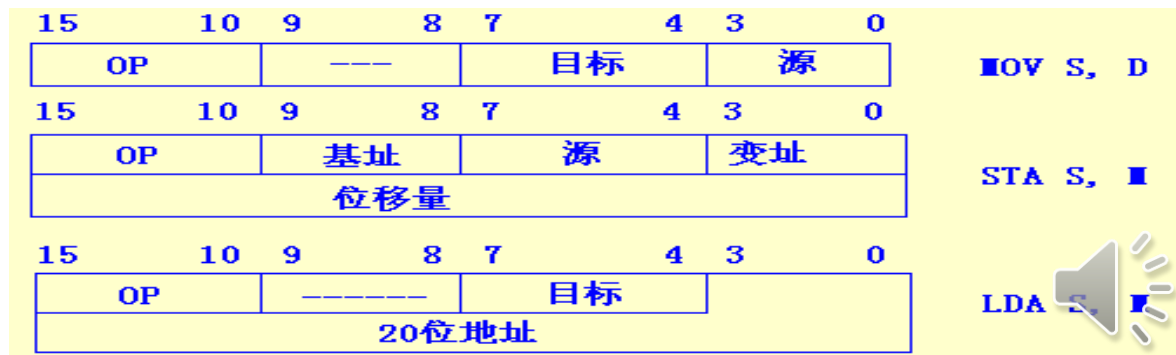 15 10 9 8 7 4 3 0
OP --- 目标 源 MOV S, D
15 10 9 8 7 4 3 0
OP 基址 源 变址
位移量 STA S, M
15 10 9 8 7 4 3 0
OP ------ 目标
20位地址 LDA S,